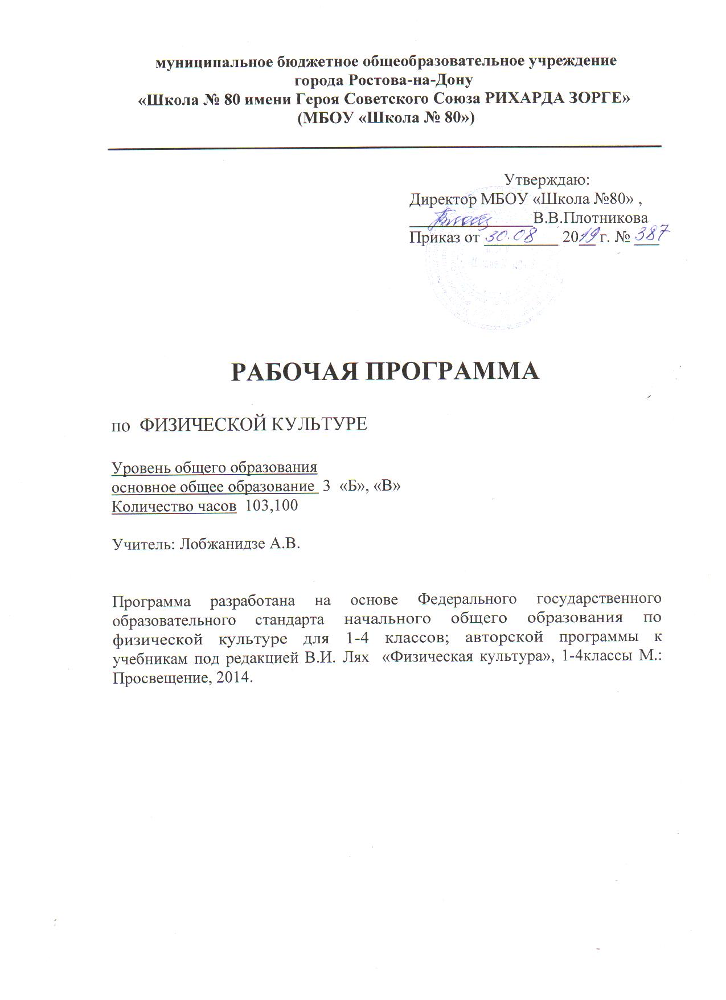 муниципальное бюджетное общеобразовательное учреждение
города Ростова-на-Дону
«Школа № 80 имени Героя Советского Союза РИХАРДА ЗОРГЕ»
(МБОУ «Школа № 80»)
Утверждаю:
Директор МБОУ «Школа №80» ,
_______________В.В.Плотникова
Приказ от 30.08 2019 г. № 387
РАБОЧАЯ ПРОГРАММА
по ФИЗИЧЕСКОЙ КУЛЬТУРЕ
Уровень общего образования
основное общее образование 3 «Б», «В»
Количество часов 103,100
Учитель: Лобжанидзе А.В.
Программа разработана на основе Федерального государственного
образовательного стандарта начального общего образования по
физической культуре для 1-4 классов; авторской программы к
учебникам под редакцией В.И. Лях «Физическая культура», 1-4классы М.:
Просвещение, 2014.